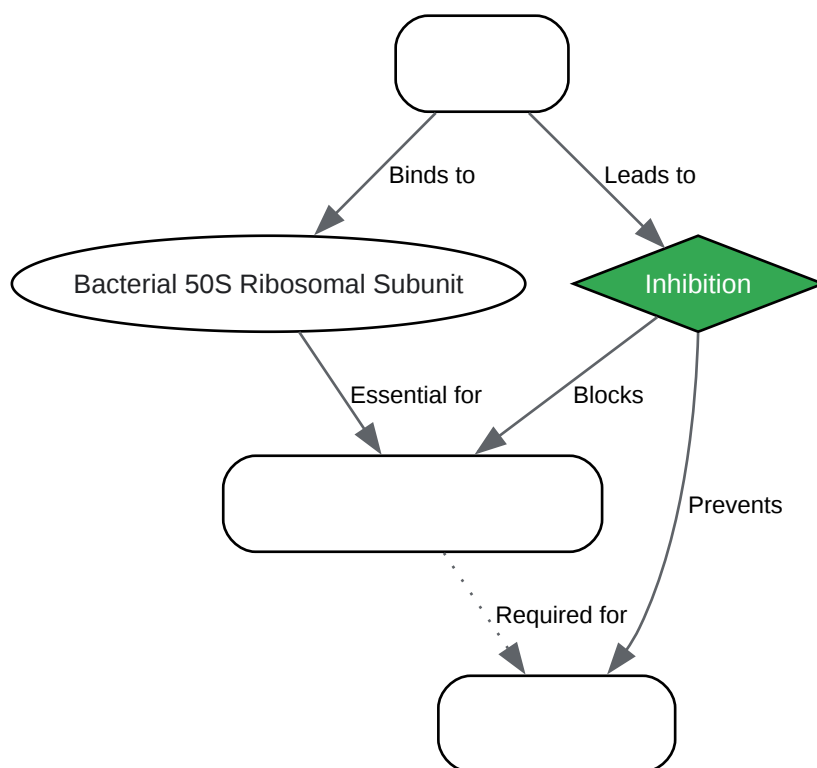 Binds to
Leads to
Bacterial 50S Ribosomal Subunit
Inhibition
Essential for
Blocks
Prevents
Required for